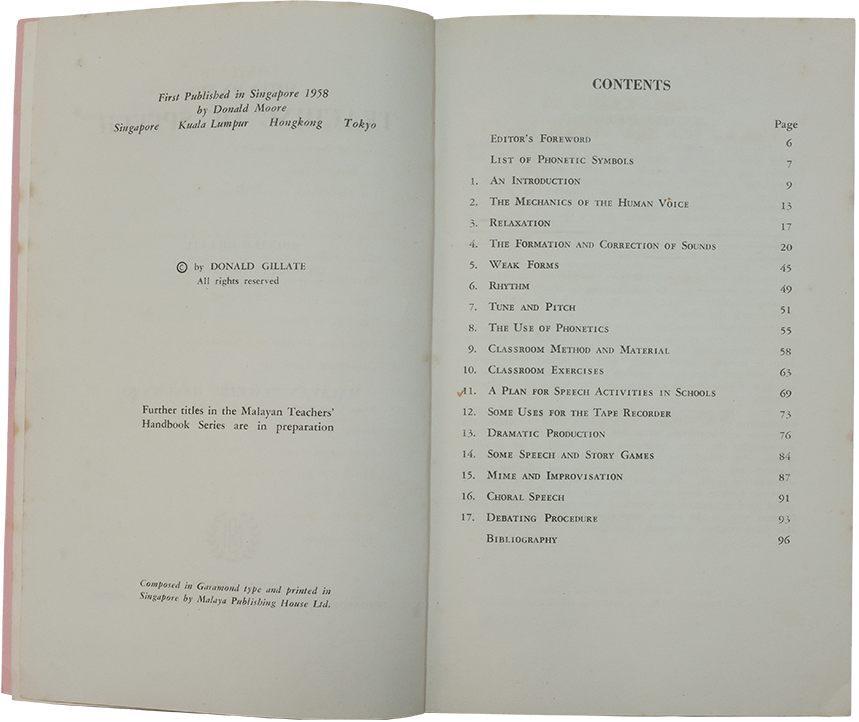 First Published in Singapore 1958
by Donald Moore
Singapore Kuala Lumpur Hongkong Tokyo
© by DONALD GILLATE
All rights reserved
Further titles in the Malayan Teachers'
Handbook Series are in preparation
Composed in Garamond type and printed in
Singapore by Malaya Publishing House Ltd.
CONTENTS
Page
Editor's Foreword 6
List of Phonetic Symbols 7
1. An Introduction 9
2. The Mechanics of the Human Voice 13
3. Relaxation 17
4. The Formation and Correction of Sounds 20
5. Weak Forms 45
6. Rhythm 49
7. Tune and Pitch 51
8. The Use of Phonetics 55
9. Classroom Method and Material 58
10. Classroom Exercises 63
11. A Plan for Speech Activities in Schools 69
12. Some Uses for the Tape Recorder 73
13. Dramatic Production 76
14. Some Speech and Story Games 84
15. Mime and Improvisation 87
16. Choral Speech 91
17. Debating Procedure 93
Bibliography 96